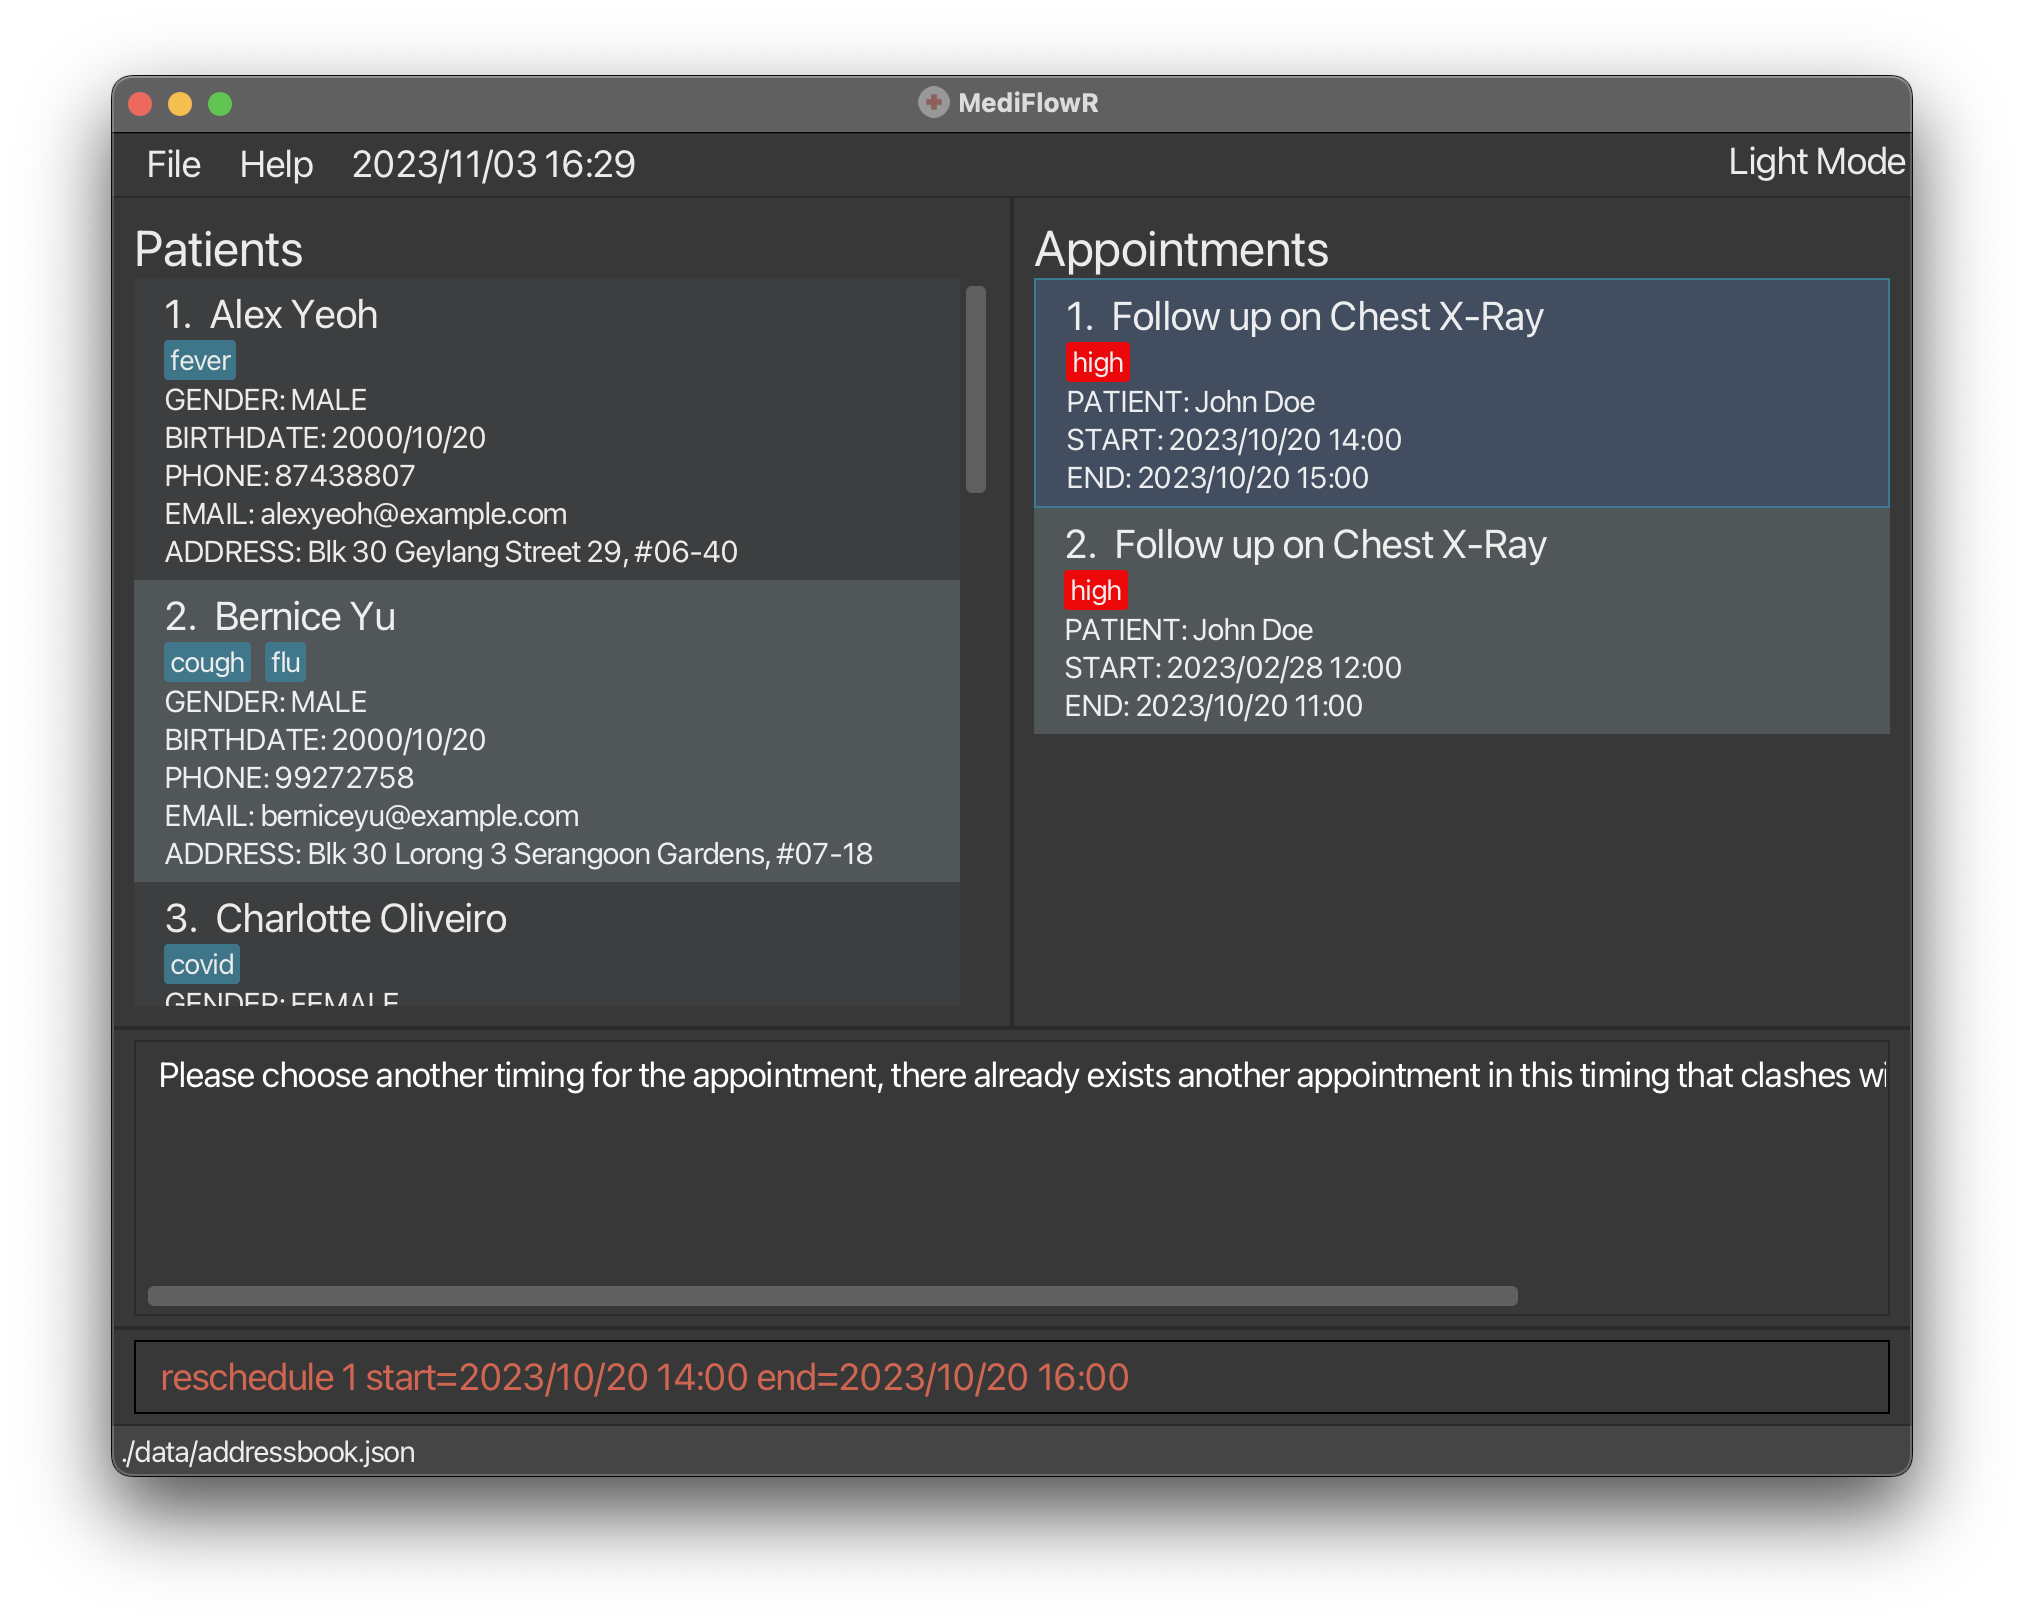 MediFlowR
File Help 2023/11/03 16:29
Light Mode
Patients
1. Alex Yeoh
fever
GENDER: MALE
BIRTHDATE: 2000/10/20
PHONE: 87438807
EMAIL: alexyeoh@example.com
ADDRESS: Blk 30 Geylang Street 29, #06-40
2. Bernice Yu
cough flu
GENDER: MALE
BIRTHDATE: 2000/10/20
PHONE: 99272758
EMAIL: berniceyu@example.com
ADDRESS: Blk 30 Lorong 3 Serangoon Gardens, #07-18
3. Charlotte Oliveiro
covid
GENDER: FEMALE
Appointments
1. Follow up on Chest X-Ray
high
PATIENT: John Doe
START: 2023/10/20 14:00
END: 2023/10/20 15:00
2. Follow up on Chest X-Ray
high
PATIENT: John Doe
START: 2023/02/28 12:00
END: 2023/10/20 11:00
Please choose another timing for the appointment, there already exists another appointment in this timing that clashes wi
reschedule 1 start=2023/10/20 14:00 end=2023/10/20 16:00
./data/addressbook.json